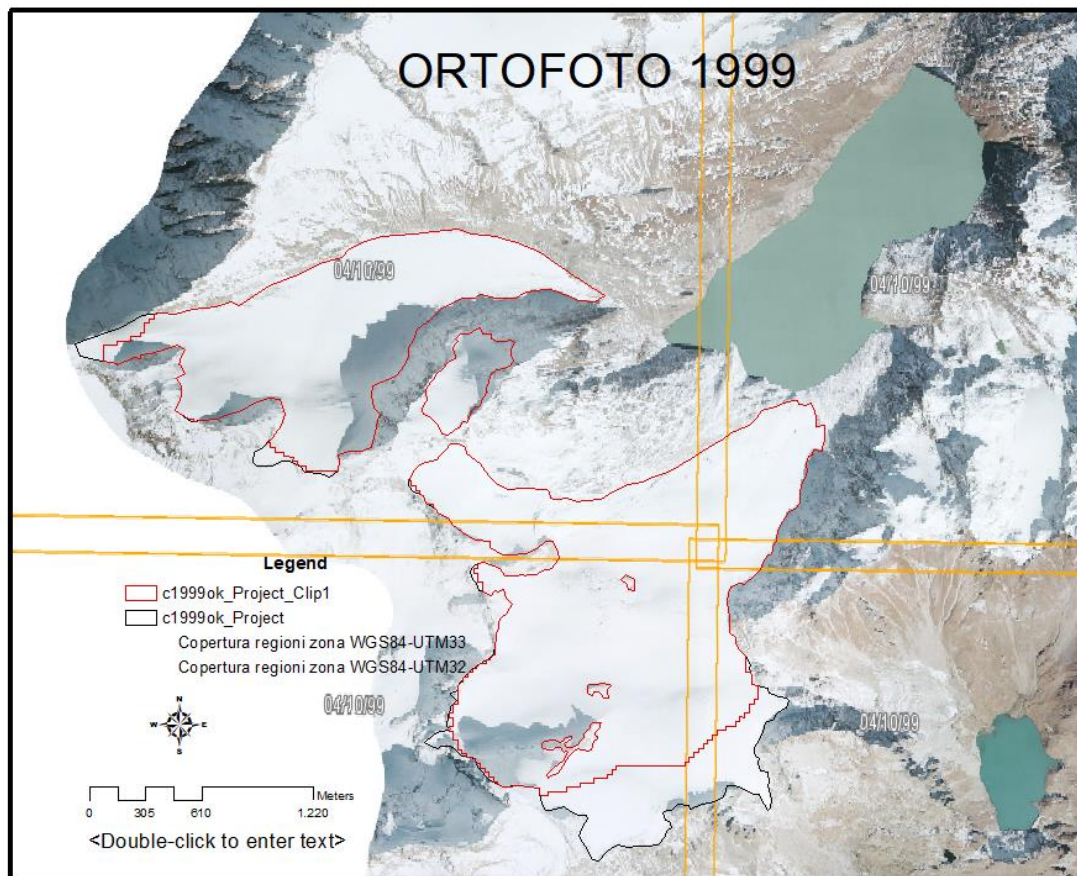 ORTOFOTO 1999
04/10/99
04/10/99
Legend
c1999ok_Project_Clip1
c1999ok_Project
Copertura regioni zona WGS84-UTM33
Copertura regioni zona WGS84-UTM32
04/10/99
04/10/99
N
W E
S
Meters
0 305 610 1.220
<Double-click to enter text>